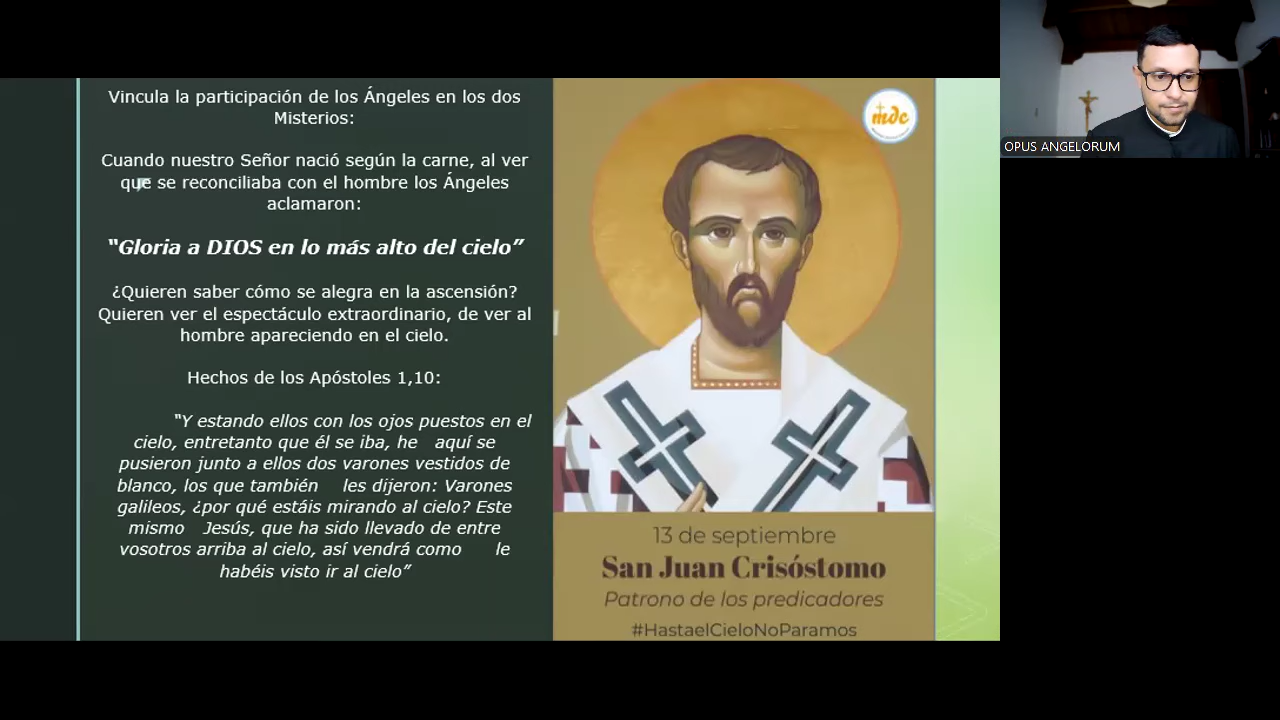 Vincula la participación de los Ángeles en los dos
Misterios:
Cuando nuestro Señor nació según la carne, al ver
que se reconciliaba con el hombre los Ángeles
aclamaron:
“Gloria a DIOS en lo más alto del cielo”
¿Quieren saber cómo se alegra en la ascensión?
Quieren ver el espectáculo extraordinario, de ver al
hombre apareciendo en el cielo.
Hechos de los Apóstoles 1,10:
“Y estando ellos con los ojos puestos en el
cielo, entretanto que él se iba, he aquí se
pusieron junto a ellos dos varones vestidos de
blanco, los que también les dijeron: Varones
galileos, ¿por qué estáis mirando al cielo? Este
mismo Jesús, que ha sido llevado de entre
vosotros arriba al cielo, así vendrá como le
habéis visto ir al cielo”
mdc
13 de septiembre
San Juan Crisóstomo
Patrono de los predicadores
#HastaelCieloNoParamos
OPUS ANGELORUM